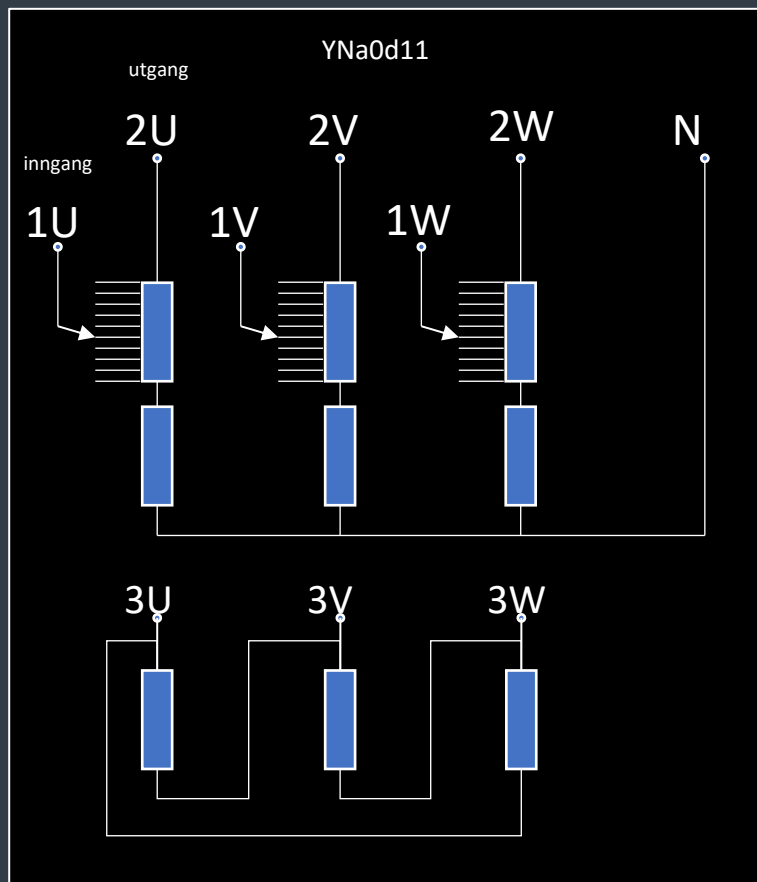 YNa0d11
utgang
2U 2V 2W N
inngang
1U 1V 1W
3U 3V 3W